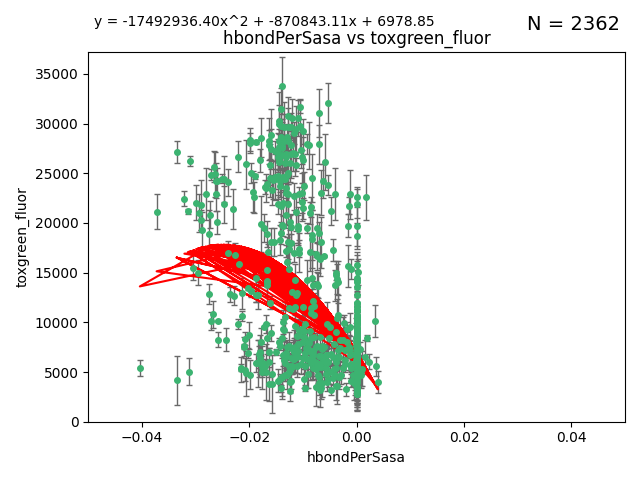 y = -17492936.40x^2 + -870843.11x + 6978.85
N = 2362
hbondPerSasa vs toxgreen_fluor
35000
30000
25000
20000
15000
10000
5000
0
toxgreen_fluor
−0.04
−0.02
0.00
0.02
0.04
hbondPerSasa